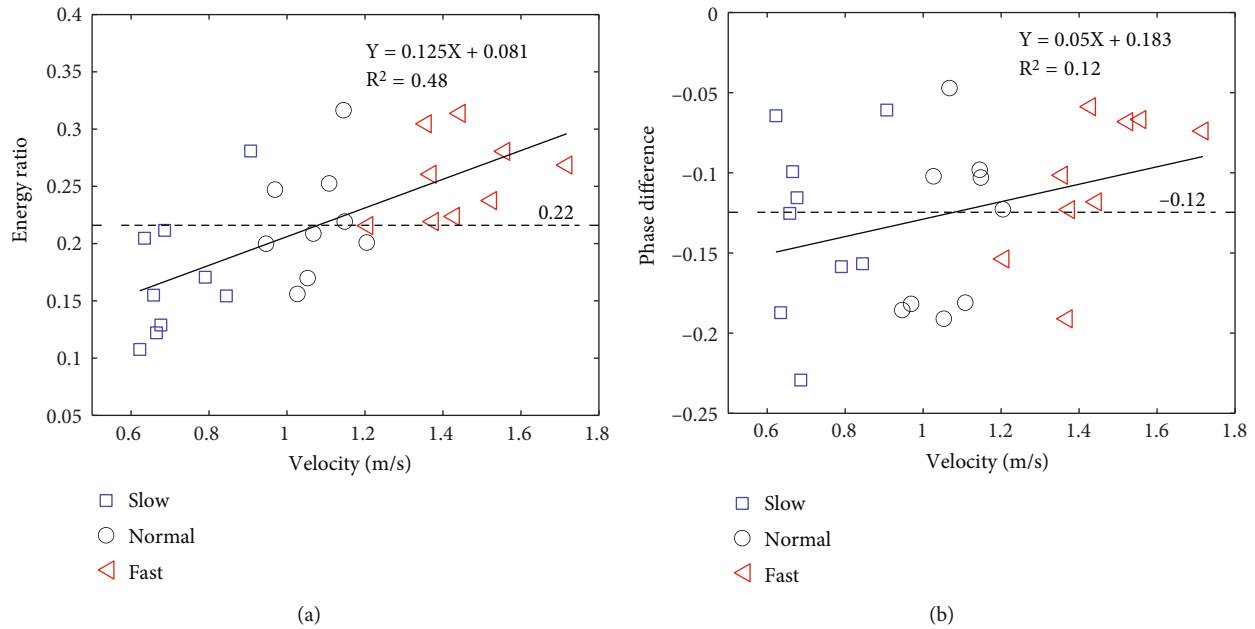 0.4
0.35
0.3
0.25
0.2
0.15
0.1
0.05
Energy ratio
Y = 0.125X + 0.081
R² = 0.48
0.22
0.6 0.8 1 1.2 1.4 1.6 1.8
Velocity (m/s)
Slow
Normal
Fast
(a)
0
−0.05
−0.1
−0.15
−0.2
−0.25
Phase difference
Y = 0.05X + 0.183
R² = 0.12
−0.12
0.6 0.8 1 1.2 1.4 1.6 1.8
Velocity (m/s)
Slow
Normal
Fast
(b)